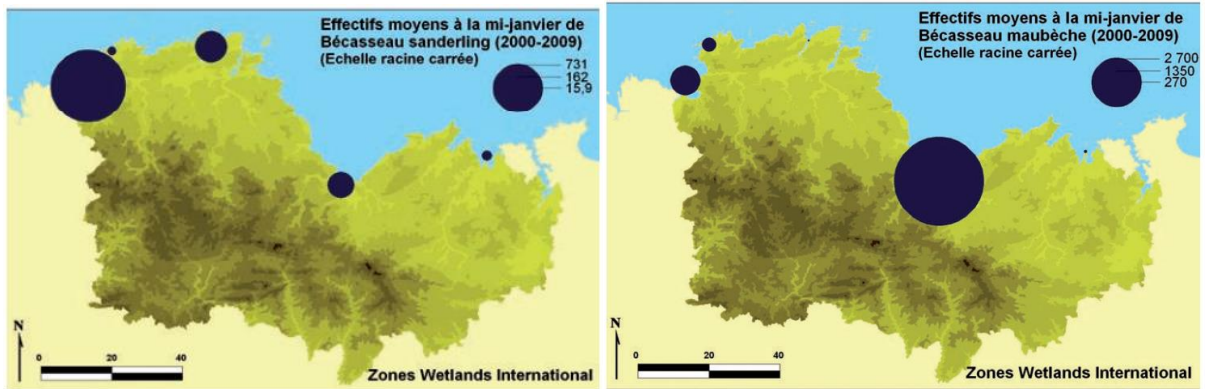 Effectifs moyens à la mi-janvier de
Bécasseau sanderling (2000-2009)
(Echelle racine carrée)
731
162
15,9
N
0 20 40
Zones Wetlands International
Effectifs moyens à la mi-janvier de
Bécasseau maubèche (2000-2009)
(Echelle racine carrée)
2 700
1350
270
N
0 20 40
Zones Wetlands International